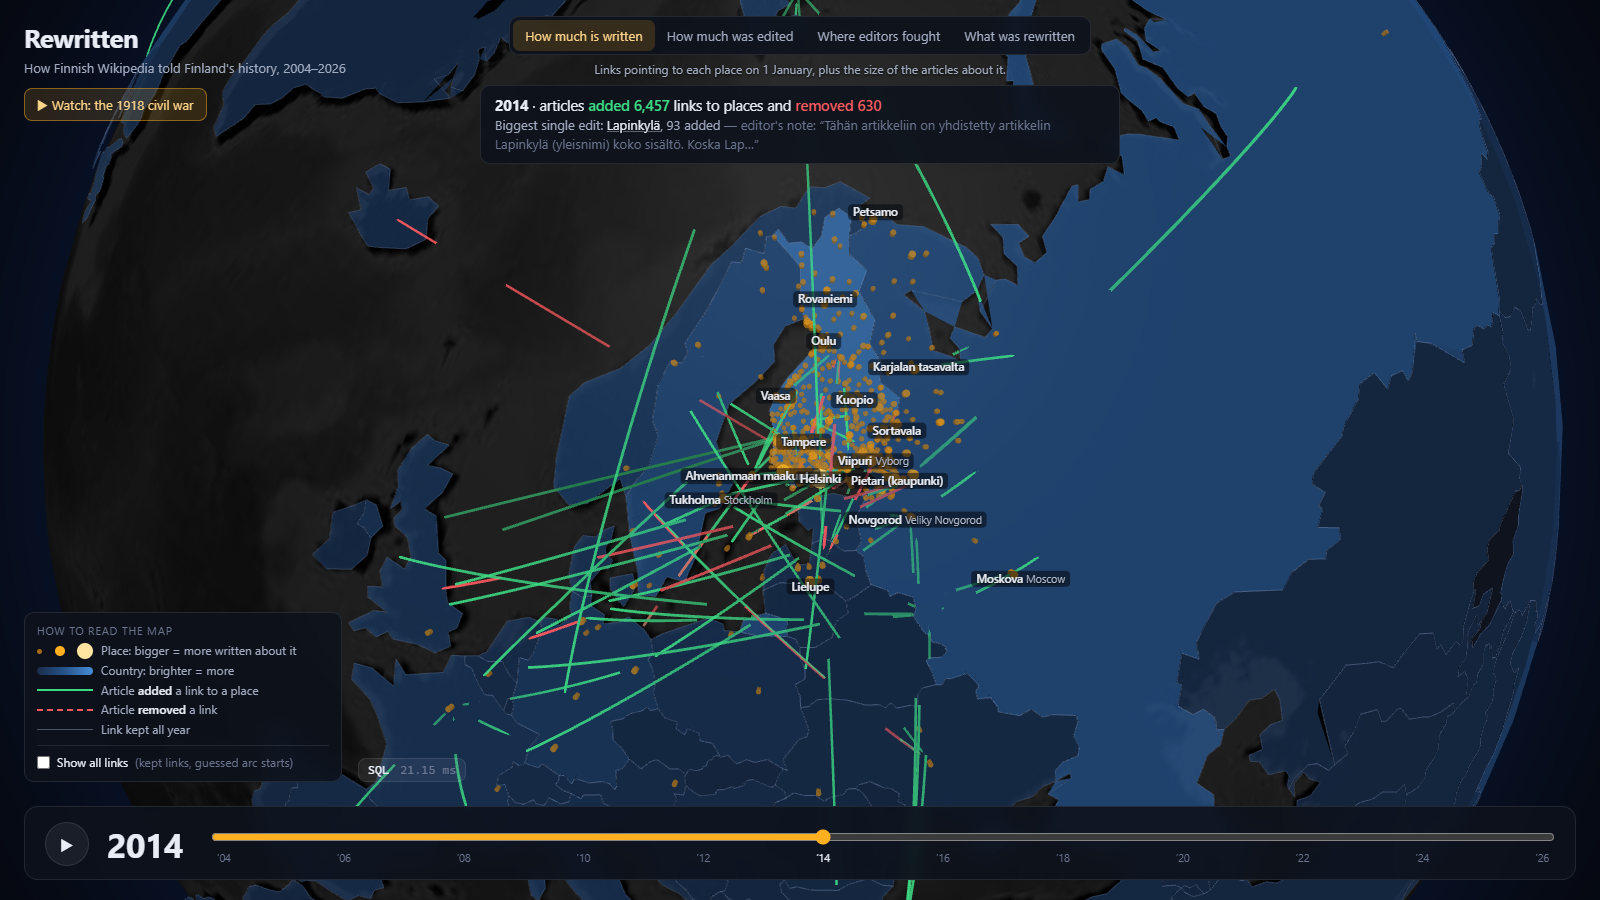 Rewritten
How Finnish Wikipedia told Finland's history, 2004–2026
▶ Watch: the 1918 civil war
How much is written
How much was edited
Where editors fought
What was rewritten
Links pointing to each place on 1 January, plus the size of the articles about it.
2014 · articles added 6,457 links to places and removed 630
Biggest single edit: Lapinkylä, 93 added — editor's note: “Tähän artikkeliin on yhdistetty artikkelin
Lapinkylä (yleisnimi) koko sisältö. Koska Lap…”
Petsamo
Rovaniemi
Oulu
Karjalan tasavalta
Vaasa
Kuopio
Sortavala
Tampere
Viipuri Vyborg
Ahvenanmaan maaku
Helsinki
Pietari (kaupunki)
Tukholma Stockholm
Novgorod Veliky Novgorod
Moskova Moscow
Lielupe
HOW TO READ THE MAP
Place: bigger = more written about it
Country: brighter = more
Article added a link to a place
Article removed a link
Link kept all year
Show all links (kept links, guessed arc starts)
SQL 21.15 ms
2014
'04
'06
'08
'10
'12
'14
'16
'18
'20
'22
'24
'26